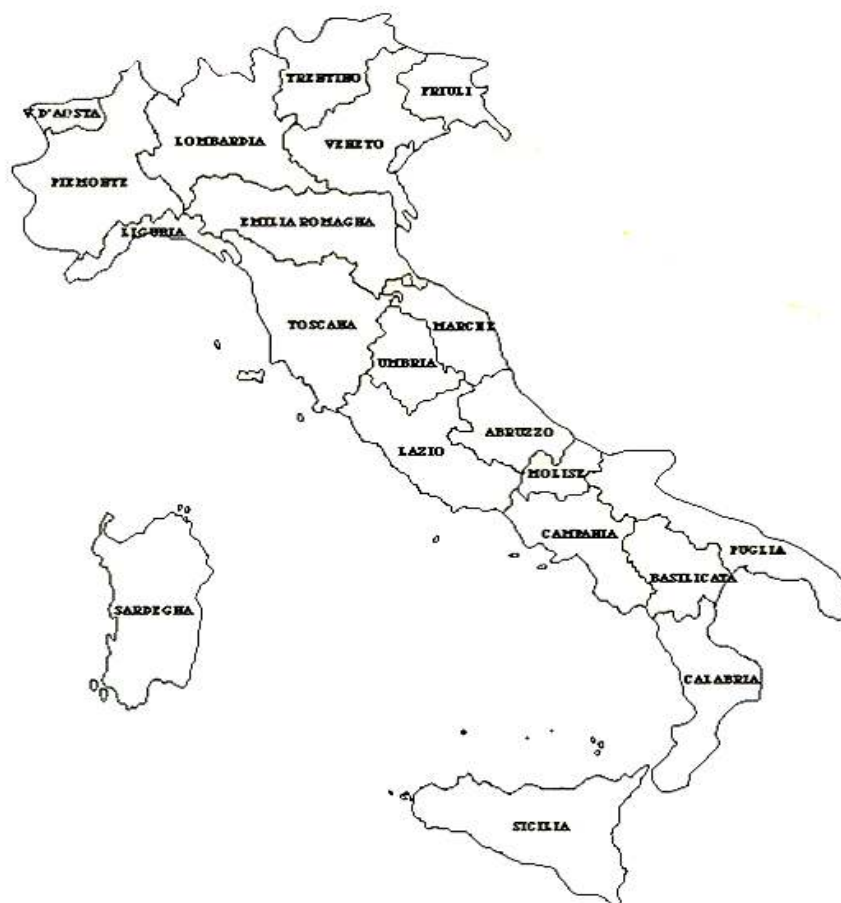 TRENTINO
FRIULI
V. D'AOSTA
LOMBARDIA
VENETO
PIEMONTE
EMILIA ROMAGNA
LIGURIA
TOSCANA
MARCHE
UMBRIA
ABRUZZO
LAZIO
MOLISE
CAMPANIA
PUGLIA
BASILICATA
SARDEGNA
CALABRIA
SICILIA